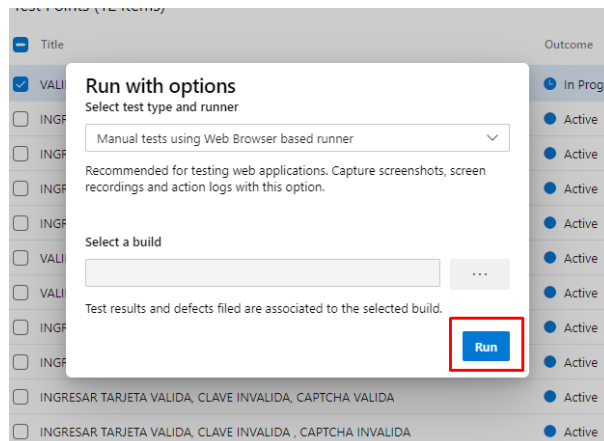 Test Points (12 items)
Title
Outcome
VALI
In Prog
Run with options
Select test type and runner
INGR
Active
Manual tests using Web Browser based runner
INGR
Active
Recommended for testing web applications. Capture screenshots, screen
recordings and action logs with this option.
INGR
Active
INGR
Active
Select a build
VALI
Active
...
VALI
Active
Test results and defects filed are associated to the selected build.
INGR
Active
Run
INGR
Active
INGRESAR TARJETA VALIDA, CLAVE INVALIDA, CAPTCHA VALIDA
Active
INGRESAR TARJETA VALIDA, CLAVE INVALIDA , CAPTCHA INVALIDA
Active